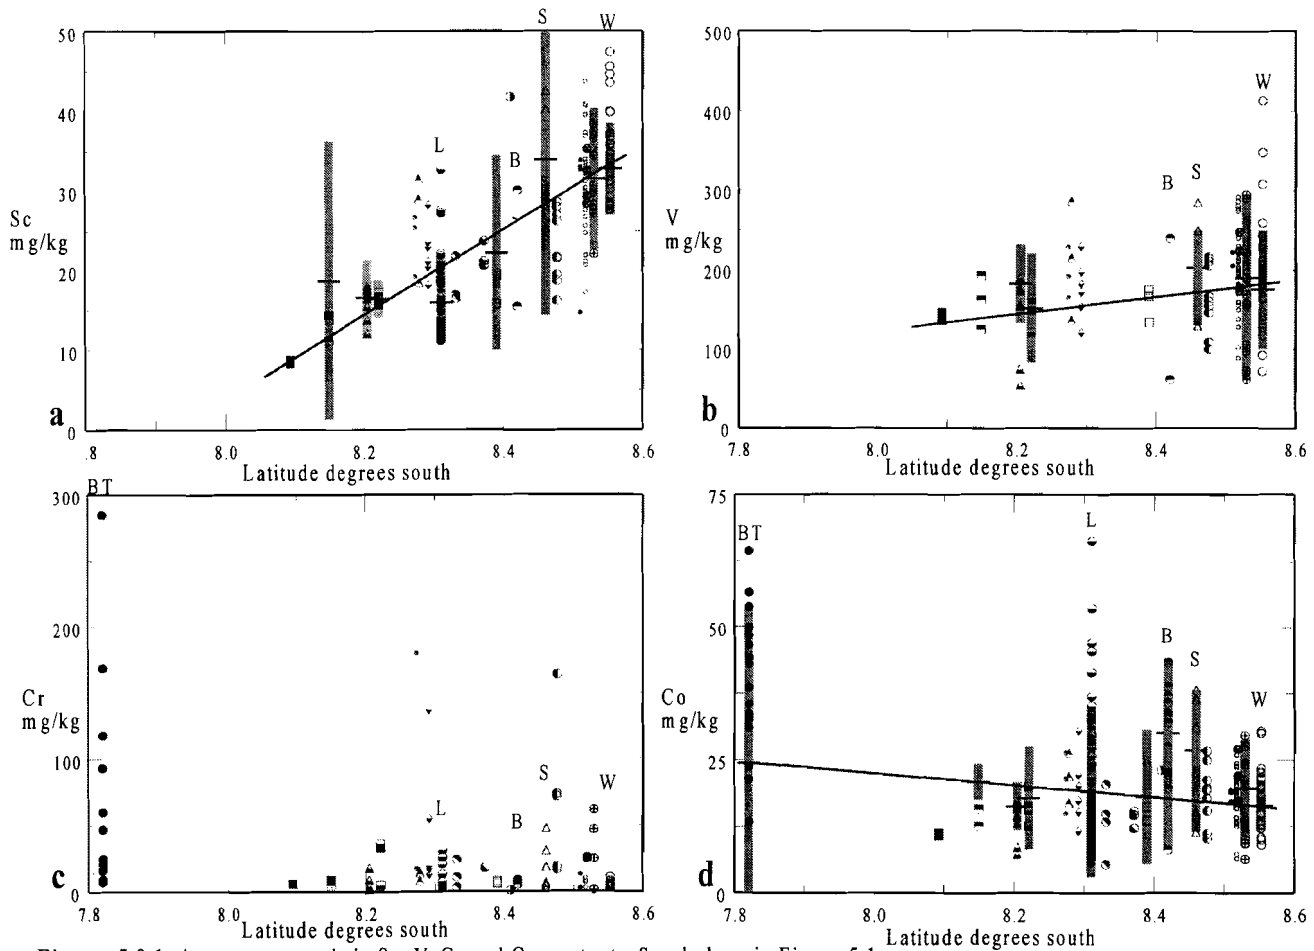 S
W
50
40
30
20
10
0
Sc
mg/kg
L
B
a
.8
8.0
8.2
8.4
8.6
Latitude degrees south
500
400
300
200
100
0
V
mg/kg
W
B
S
b
7.8
8.0
8.2
8.4
8.6
Latitude degrees south
BT
300
200
100
0
Cr
mg/kg
L
B
S
W
c
7.8
8.0
8.2
8.4
8.6
Latitude degrees south
75
50
25
0
Co
mg/kg
BT
L
B
S
W
d
7.8
8.0
8.2
8.4
8.6
Latitude degrees south